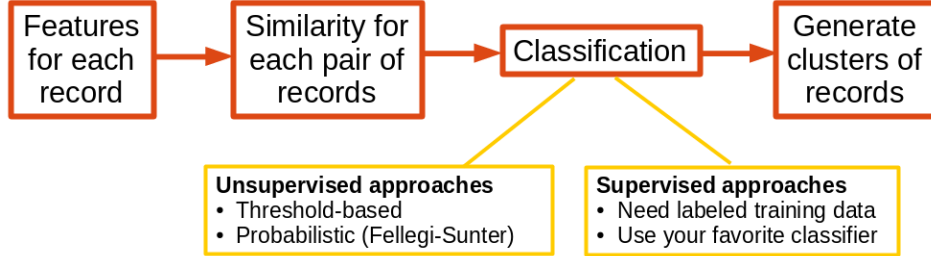 Features
for each
record
Similarity for
each pair of
records
Classification
Generate
clusters of
records
Unsupervised approaches
• Threshold-based
• Probabilistic (Fellegi-Sunter)
Supervised approaches
• Need labeled training data
• Use your favorite classifier